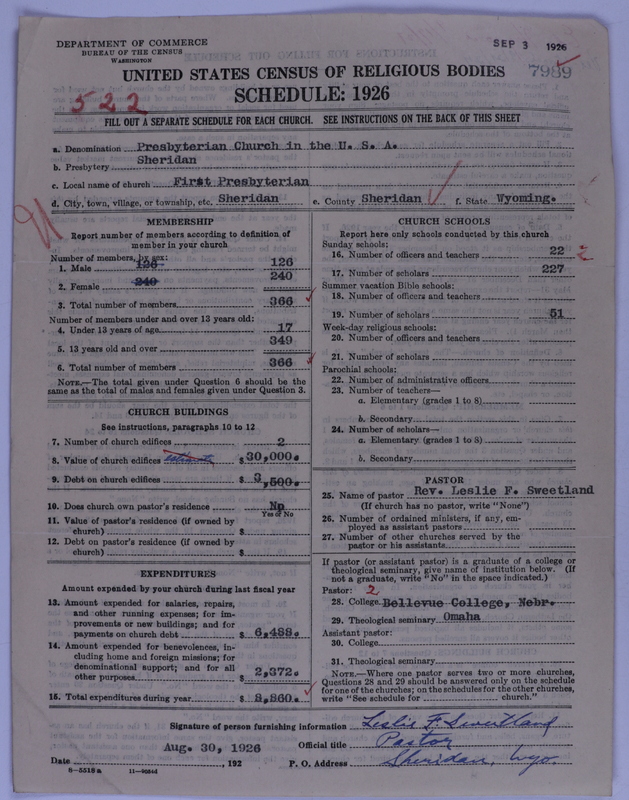 DEPARTMENT OF COMMERCE
BUREAU OF THE CENSUS
WASHINGTON
SEP 3 1926
7989
UNITED STATES CENSUS OF RELIGIOUS BODIES
SCHEDULE: 1926
522
FILL OUT A SEPARATE SCHEDULE FOR EACH CHURCH. SEE INSTRUCTIONS ON THE BACK OF THIS SHEET
a. Denomination Presbyterian Church in the U. S. A.
b. Presbytery Sheridan
c. Local name of church First Presbyterian
d. City, town, village, or township, etc. Sheridan e. County Sheridan f. State Wyoming.
MEMBERSHIP
Report number of members according to definition of
member in your church
Number of members, by sex:
1. Male 126 126
2. Female 240 240
3. Total number of members 366
Number of members under and over 13 years old:
4. Under 13 years of age 17
5. 13 years old and over 349
6. Total number of members 366
NOTE.—The total given under Question 6 should be
same as the total of males and females given under Question 3.
CHURCH BUILDINGS
See instructions, paragraphs 10 to 12
7. Number of church edifices 2
8. Value of church edifices estimate $ 30,000.
9. Debt on church edifices $ 3,500.
10. Does church own pastor's residence No
Yes or No
11. Value of pastor's residence (if owned by
church) $
12. Debt on pastor's residence (if owned by
church) $
EXPENDITURES
Amount expended by your church during last fiscal year
13. Amount expended for salaries, repairs,
and other running expenses; for im-
provements or new buildings; and for
payments on church debt $ 6,488.
14. Amount expended for benevolences, in-
cluding home and foreign missions; for
denominational support; and for all
other purposes $ 2,372.
15. Total expenditures during year $ 8,860.
CHURCH SCHOOLS
Report here only schools conducted by this church
Sunday schools:
16. Number of officers and teachers 22 2
17. Number of scholars 227
Summer vacation Bible schools:
18. Number of officers and teachers
19. Number of scholars 51
Week-day religious schools:
20. Number of officers and teachers
21. Number of scholars
Parochial schools:
22. Number of administrative officers
23. Number of teachers—
a. Elementary (grades 1 to 8)
b. Secondary
24. Number of scholars—
a. Elementary (grades 1 to 8)
b. Secondary
PASTOR
25. Name of pastor Rev. Leslie F. Sweetland
(If church has no pastor, write "None")
26. Number of ordained ministers, if any, em-
ployed as assistant pastors
27. Number of other churches served by the
pastor or his assistants
If pastor (or assistant pastor) is a graduate of a college or
theological seminary, give name of institution below. (If
not a graduate, write "No" in the space indicated.)
Pastor: 2
28. College Bellevue College, Nebr.
29. Theological seminary Omaha
Assistant pastor:
30. College
31. Theological seminary
NOTE.—Where one pastor serves two or more churches,
Questions 28 and 29 should be answered only on the schedule
for one of the churches; on the schedules for the other churches,
write "See schedule for church."
Signature of person furnishing information Leslie F. Sweetland
Aug. 30, 1926 Official title Pastor
Date , 192 P. O. Address Sheridan, Wyo.
8—5518a